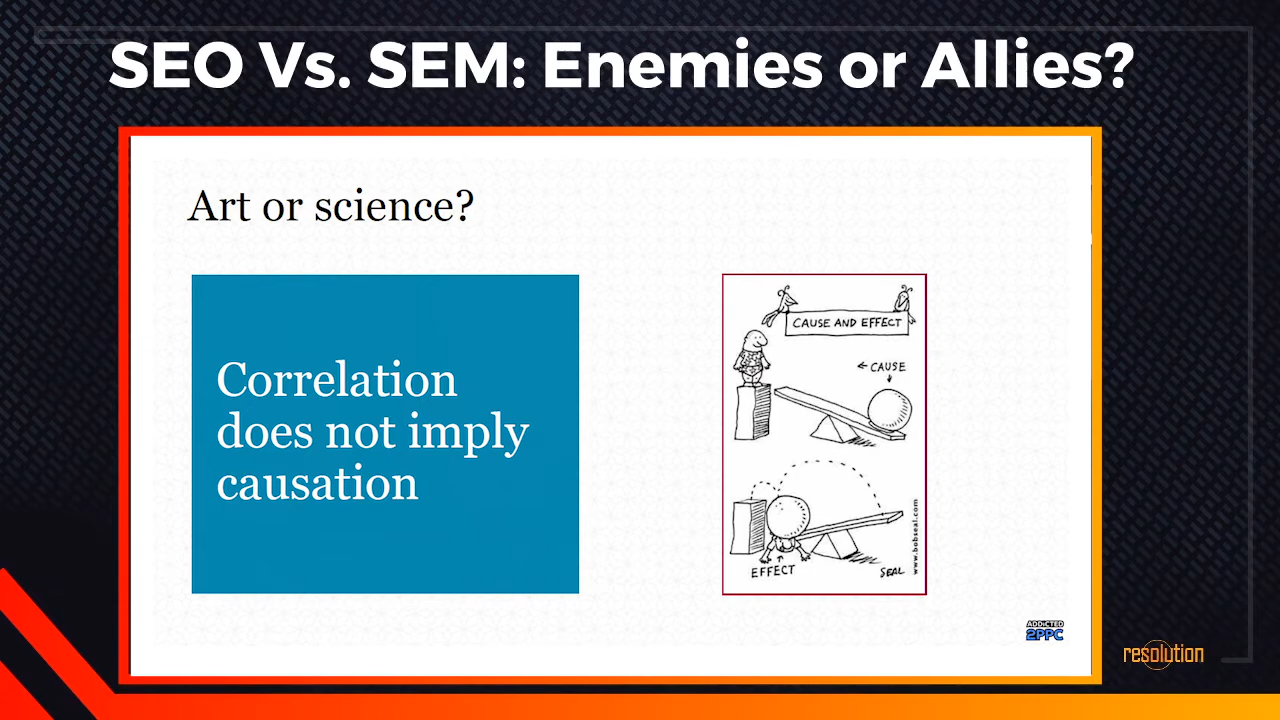 SEO Vs. SEM: Enemies or Allies?
Art or science?
Correlation
does not imply
causation
CAUSE AND EFFECT
← CAUSE
↓
↑
EFFECT
SEAL
www.bobseal.com
ADDICTED
2PPC
resolution